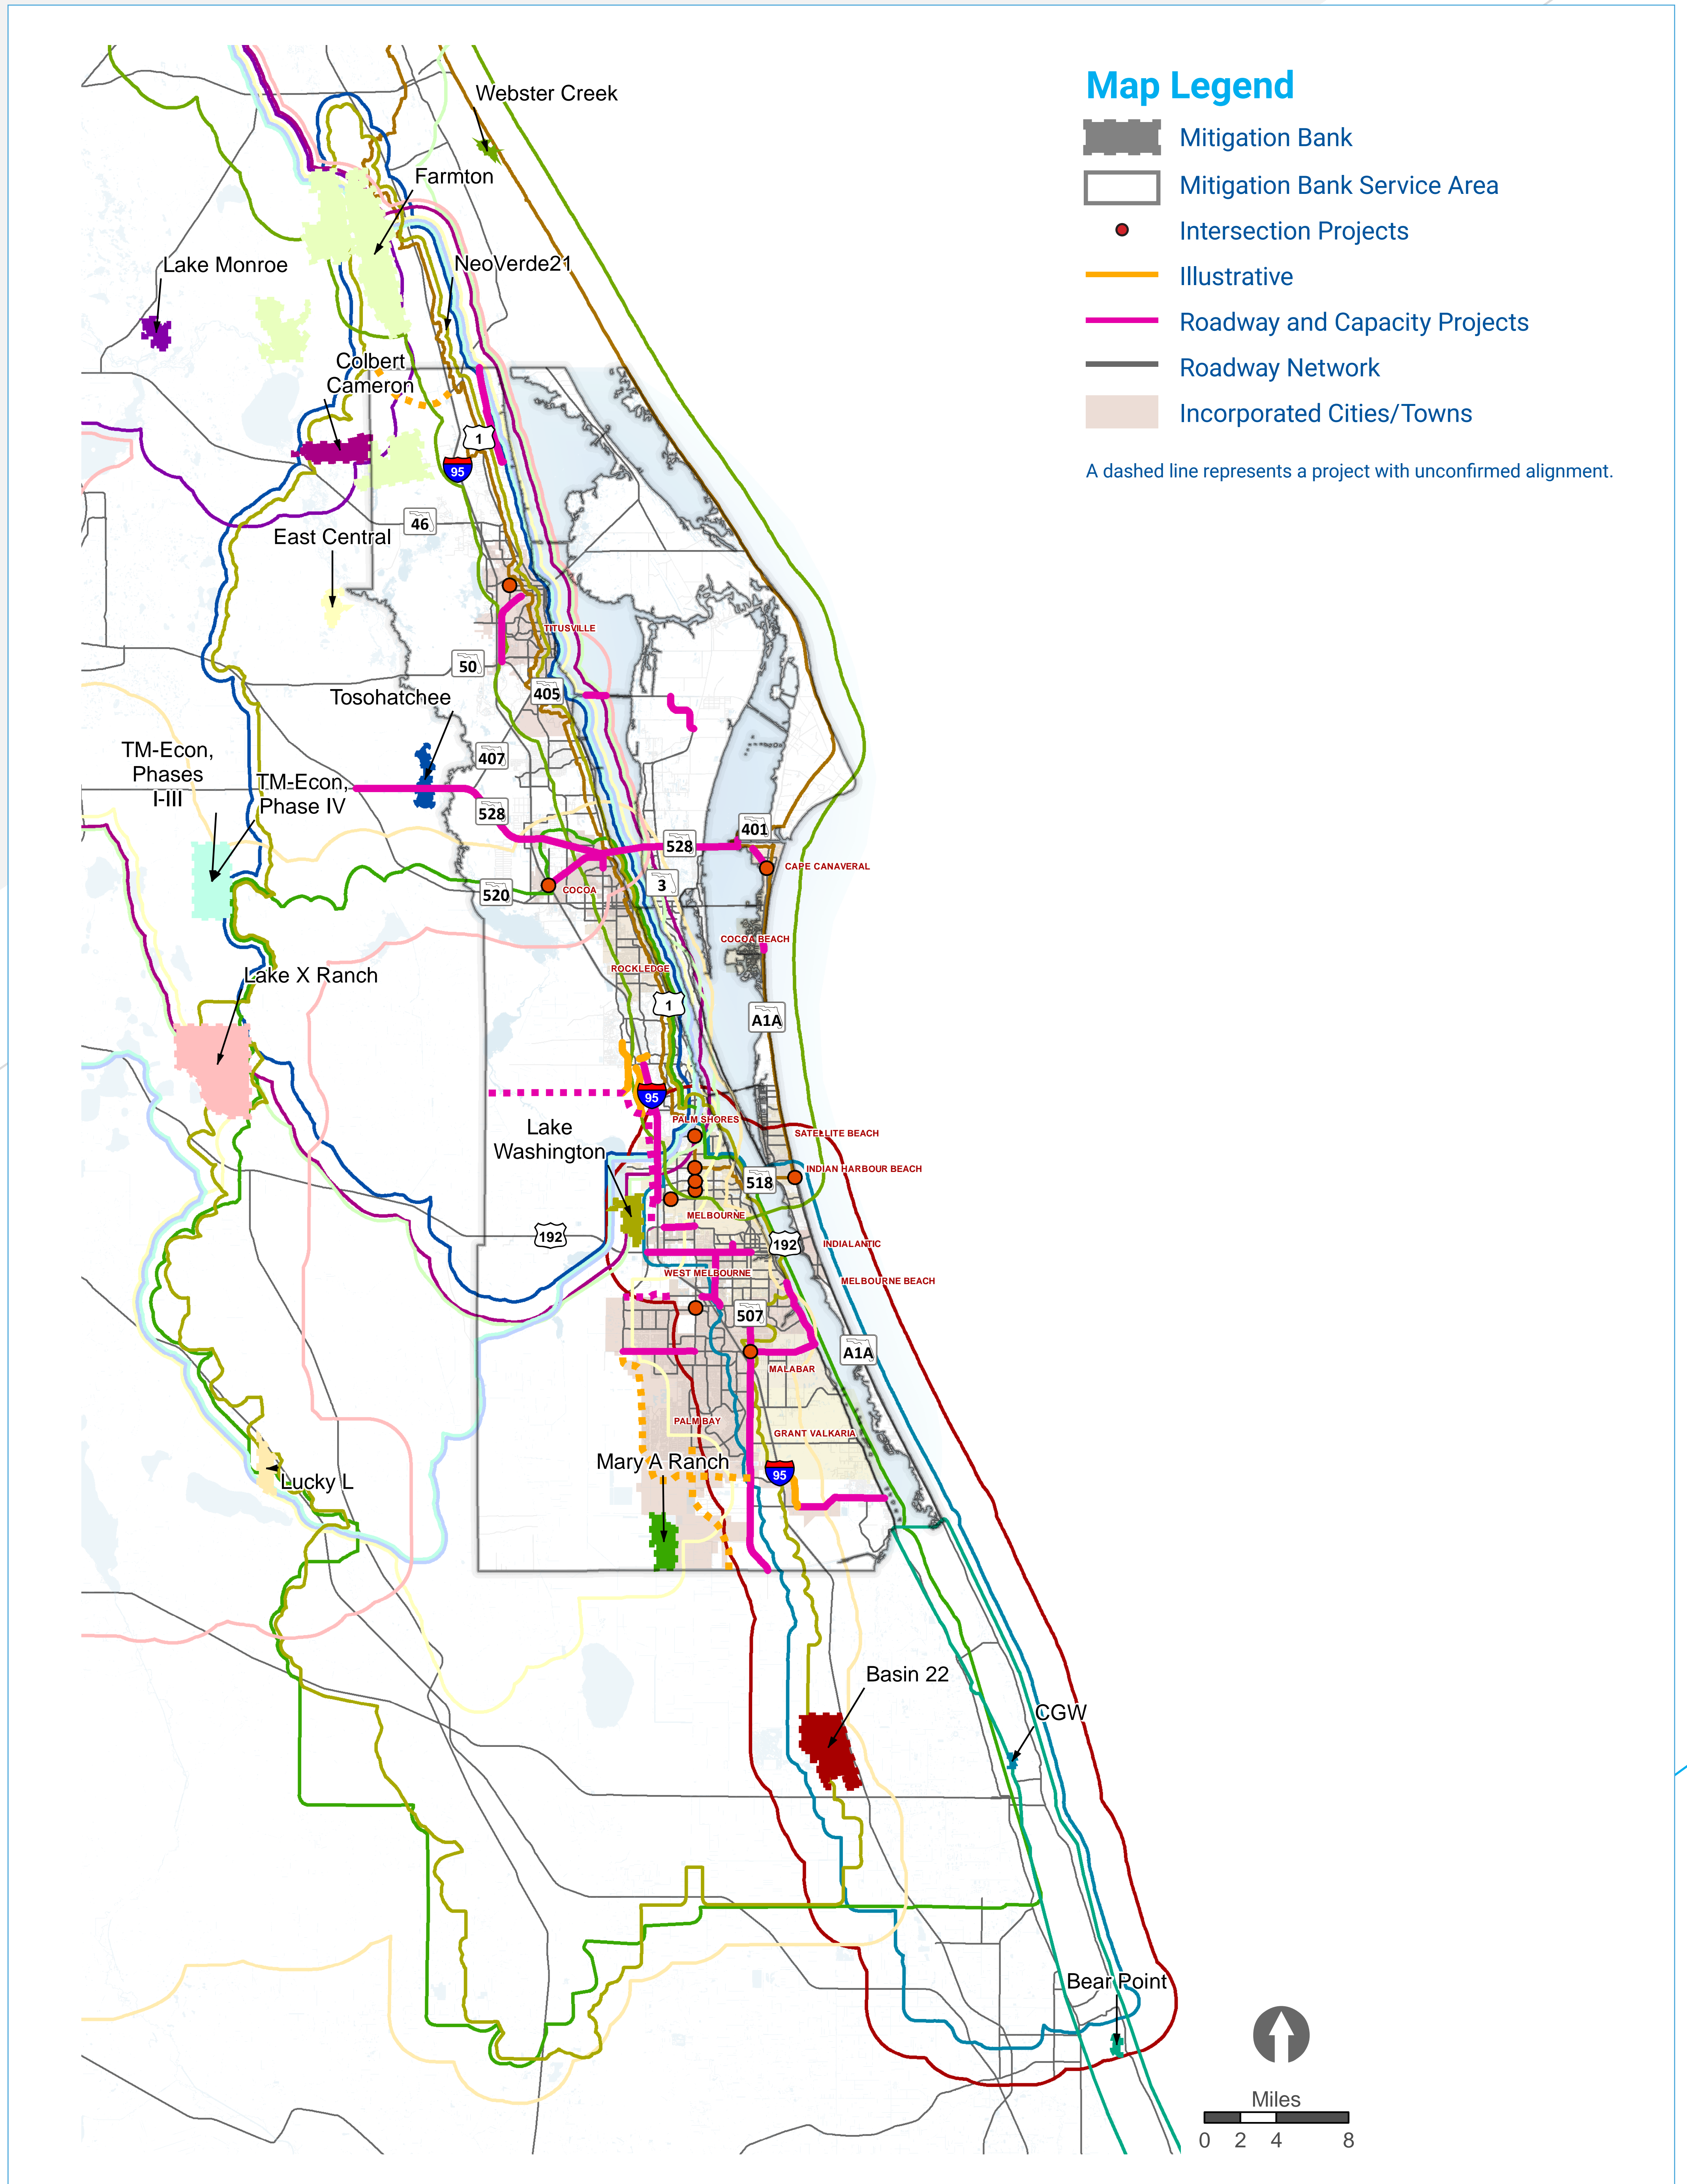 Map Legend
Mitigation Bank
Mitigation Bank Service Area
Intersection Projects
Illustrative
Roadway and Capacity Projects
Roadway Network
Incorporated Cities/Towns
A dashed line represents a project with unconfirmed alignment.
Webster Creek
Farmton
Lake Monroe
NeoVerde21
Colbert
Cameron
1
95
46
East Central
TITUSVILLE
50
405
Tosohatchee
407
TM-Econ,
Phases
I-III
TM-Econ,
Phase IV
528
401
528
CAPE CANAVERAL
3
520
COCOA
COCOA BEACH
ROCKLEDGE
Lake X Ranch
1
A1A
95
PALM SHORES
Lake
Washington
SATELLITE BEACH
INDIAN HARBOUR BEACH
518
MELBOURNE
192
192
INDIALANTIC
WEST MELBOURNE
MELBOURNE BEACH
507
A1A
MALABAR
PALM BAY
GRANT VALKARIA
Mary A Ranch
95
Lucky L
Basin 22
CGW
Bear Point
Miles
0 2 4 8